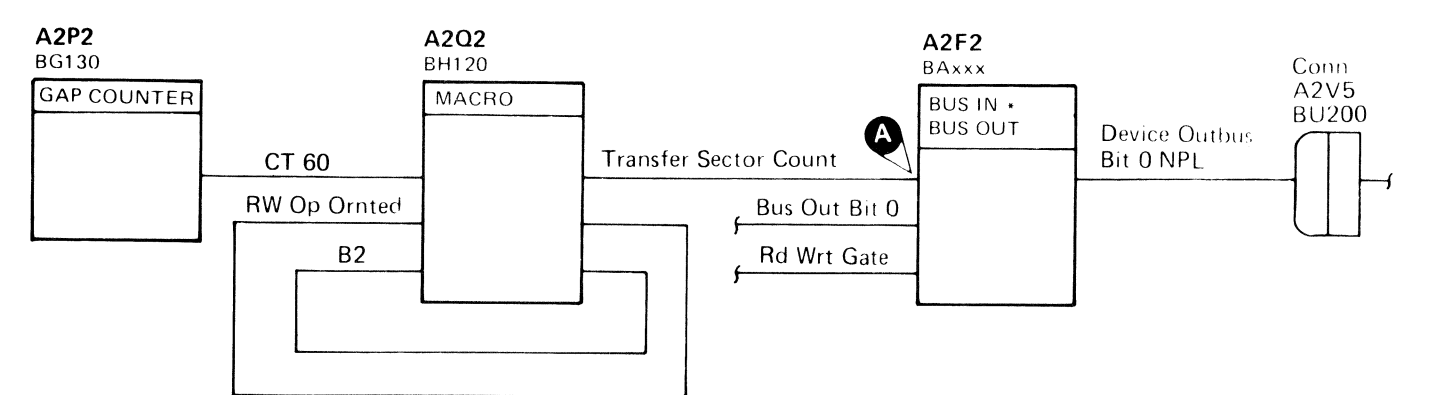 A2P2
BG130
GAP COUNTER
CT 60
RW Op Ornted
B2
A2Q2
BH120
MACRO
Transfer Sector Count
A
Bus Out Bit 0
Rd Wrt Gate
A2F2
BAxxx
BUS IN •
BUS OUT
Device Outbus
Bit 0 NPL
Conn
A2V5
BU200